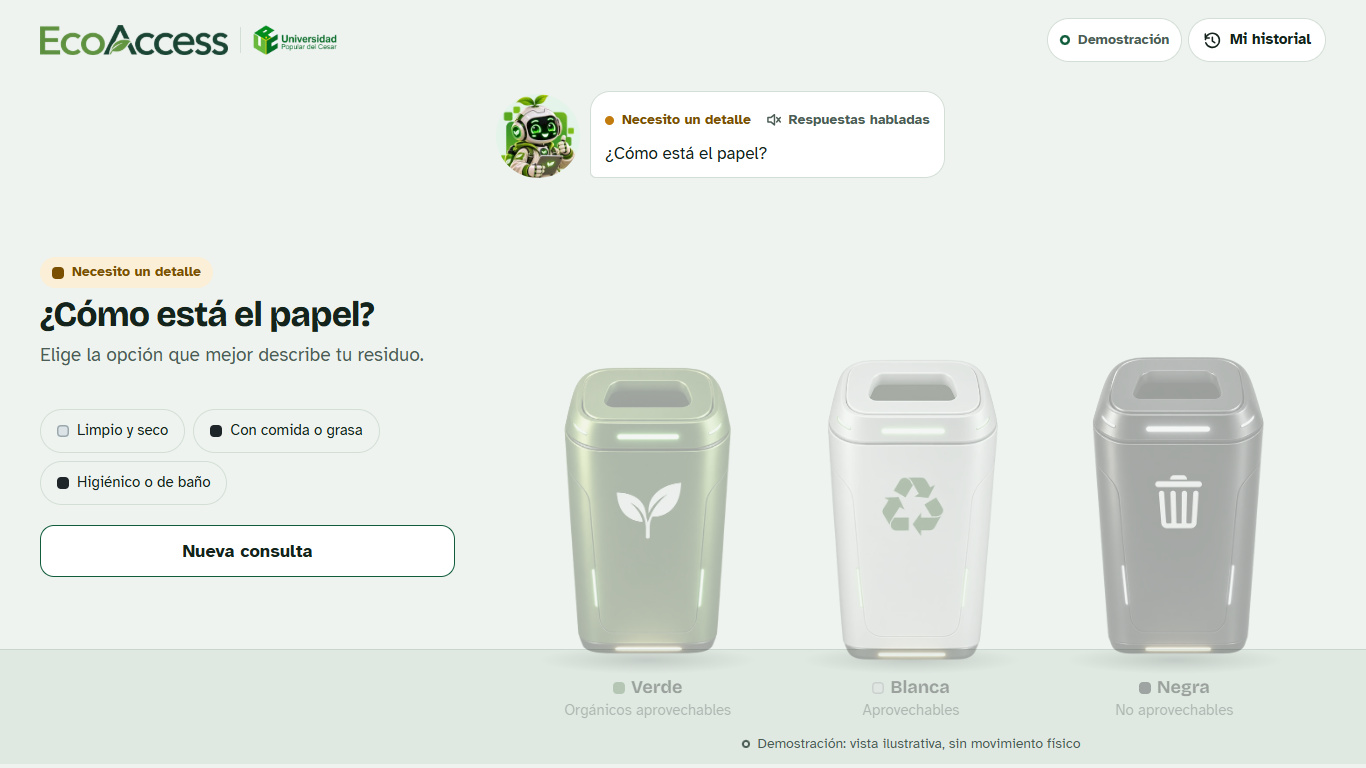 EcoAccess
Universidad
Popular del Cesar
Demostración
Mi historial
Necesito un detalle
Respuestas habladas
¿Cómo está el papel?
Necesito un detalle
¿Cómo está el papel?
Elige la opción que mejor describe tu residuo.
Limpio y seco
Con comida o grasa
Higiénico o de baño
Nueva consulta
Verde
Orgánicos aprovechables
Blanca
Aprovechables
Negra
No aprovechables
Demostración: vista ilustrativa, sin movimiento físico